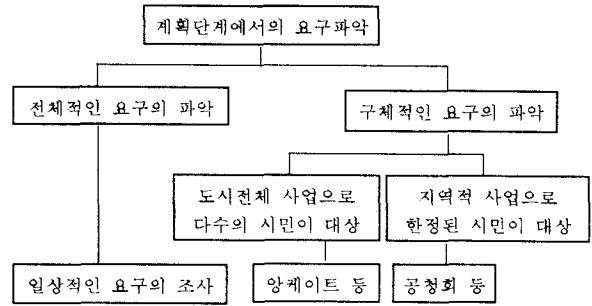 계획단계에서의 요구파악
전체적인 요구의 파악
구체적인 요구의 파악
도시전체 사업으로
다수의 시민이 대상
지역적 사업으로
한정된 시민이 대상
일상적인 요구의 조사
앙케이트 등
공청회 등